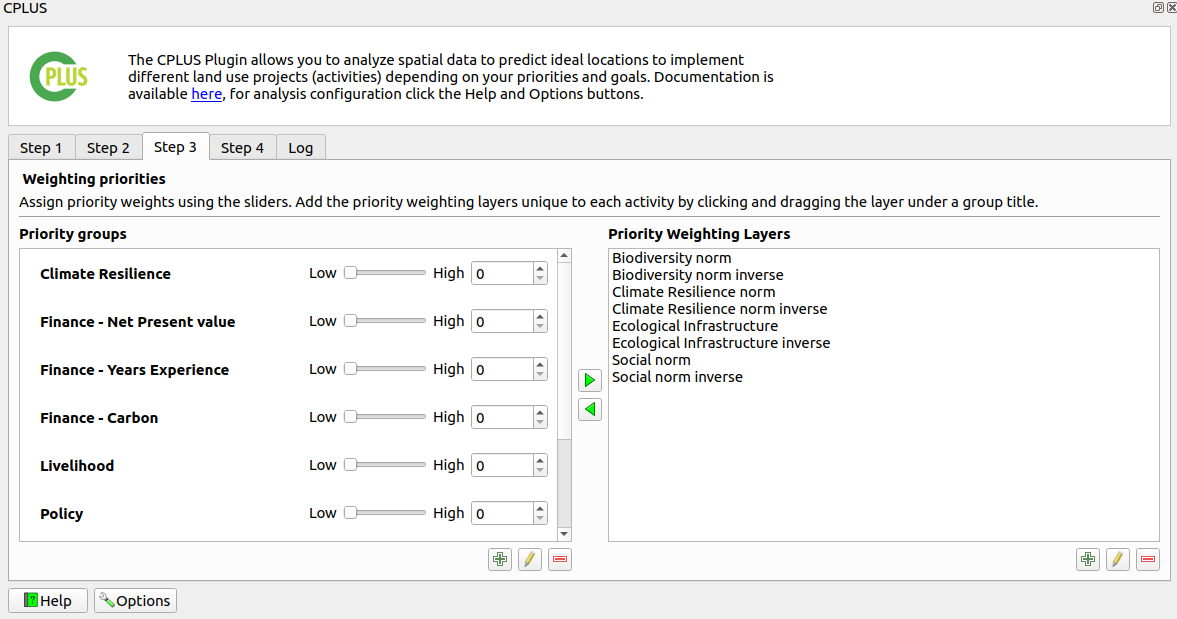 CPLUS
CPLUS
The CPLUS Plugin allows you to analyze spatial data to predict ideal locations to implement
different land use projects (activities) depending on your priorities and goals. Documentation is
available here, for analysis configuration click the Help and Options buttons.
Step 1 Step 2 Step 3 Step 4 Log
Weighting priorities
Assign priority weights using the sliders. Add the priority weighting layers unique to each activity by clicking and dragging the layer under a group title.
Priority groups
Climate Resilience Low High 0
Finance - Net Present value Low High 0
Finance - Years Experience Low High 0
Finance - Carbon Low High 0
Livelihood Low High 0
Policy Low High 0
Priority Weighting Layers
Biodiversity norm
Biodiversity norm inverse
Climate Resilience norm
Climate Resilience norm inverse
Ecological Infrastructure
Ecological Infrastructure inverse
Social norm
Social norm inverse
Help Options